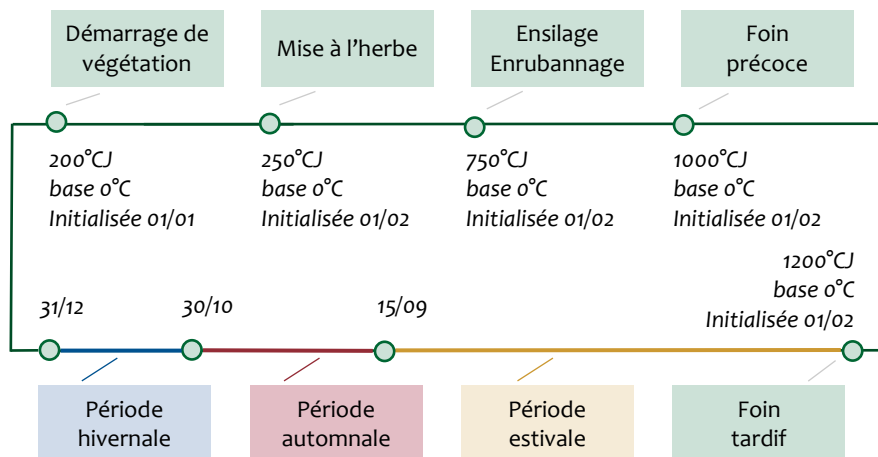 Démarrage de
végétation
Mise à l'herbe
Ensilage
Enrubannage
Foin
précoce
200°CJ
base 0°C
Initialisée 01/01
250°CJ
base 0°C
Initialisée 01/02
750°CJ
base 0°C
Initialisée 01/02
1000°CJ
base 0°C
Initialisée 01/02
1200°CJ
base 0°C
Initialisée 01/02
31/12
30/10
15/09
Période
hivernale
Période
automnale
Période
estivale
Foin
tardif